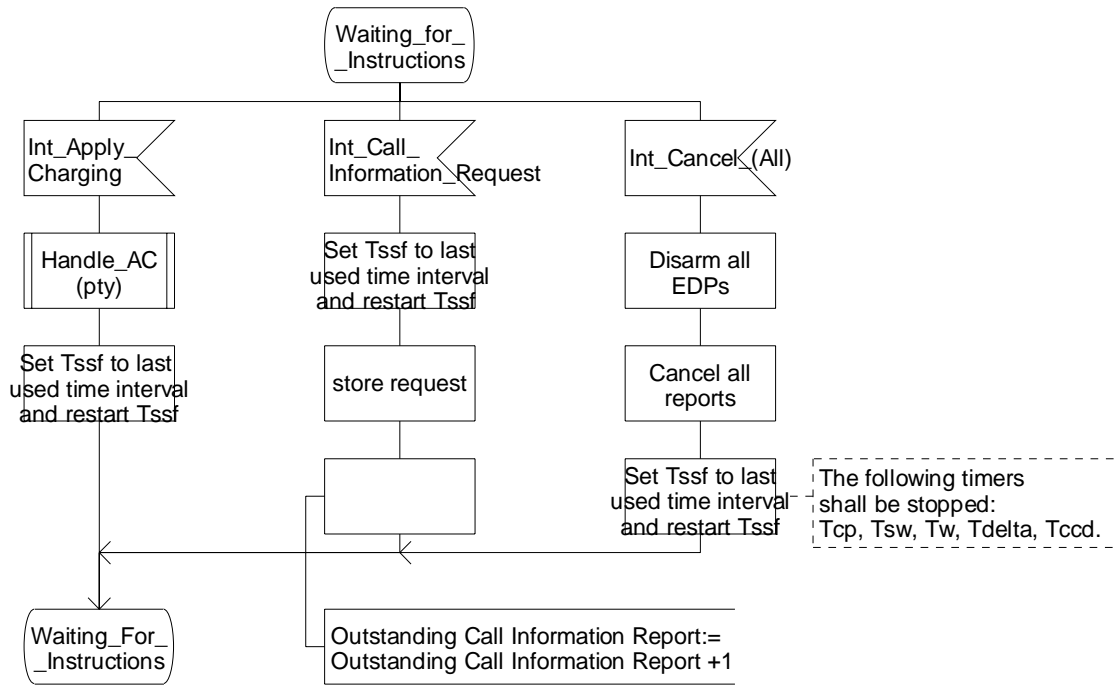 Waiting_for_
_Instructions
Int_Apply_
Charging
Int_Call_
Information_Request
Int_Cancel_(All)
Handle_AC
(pty)
Set Tssf to last
used time interval
and restart Tssf
Disarm all
EDPs
Set Tssf to last
used time interval
and restart Tssf
store request
Cancel all
reports
Set Tssf to last
used time interval
and restart Tssf
The following timers
shall be stopped:
Tcp, Tsw, Tw, Tdelta, Tccd.
Waiting_For_
_Instructions
Outstanding Call Information Report:=
Outstanding Call Information Report +1